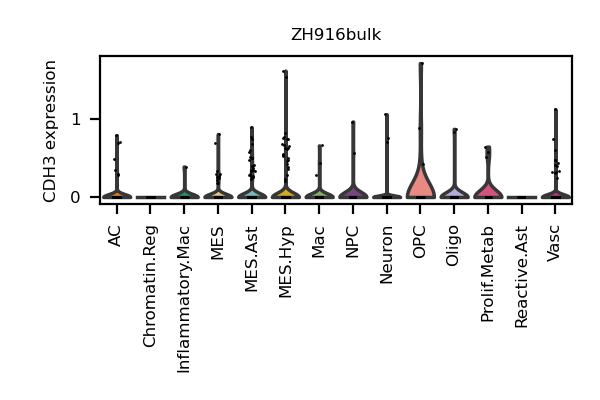 ZH916bulk
CDH3 expression
1
0
AC
Chromatin.Reg
Inflammatory.Mac
MES
MES.Ast
MES.Hyp
Mac
NPC
Neuron
OPC
Oligo
Prolif.Metab
Reactive.Ast
Vasc